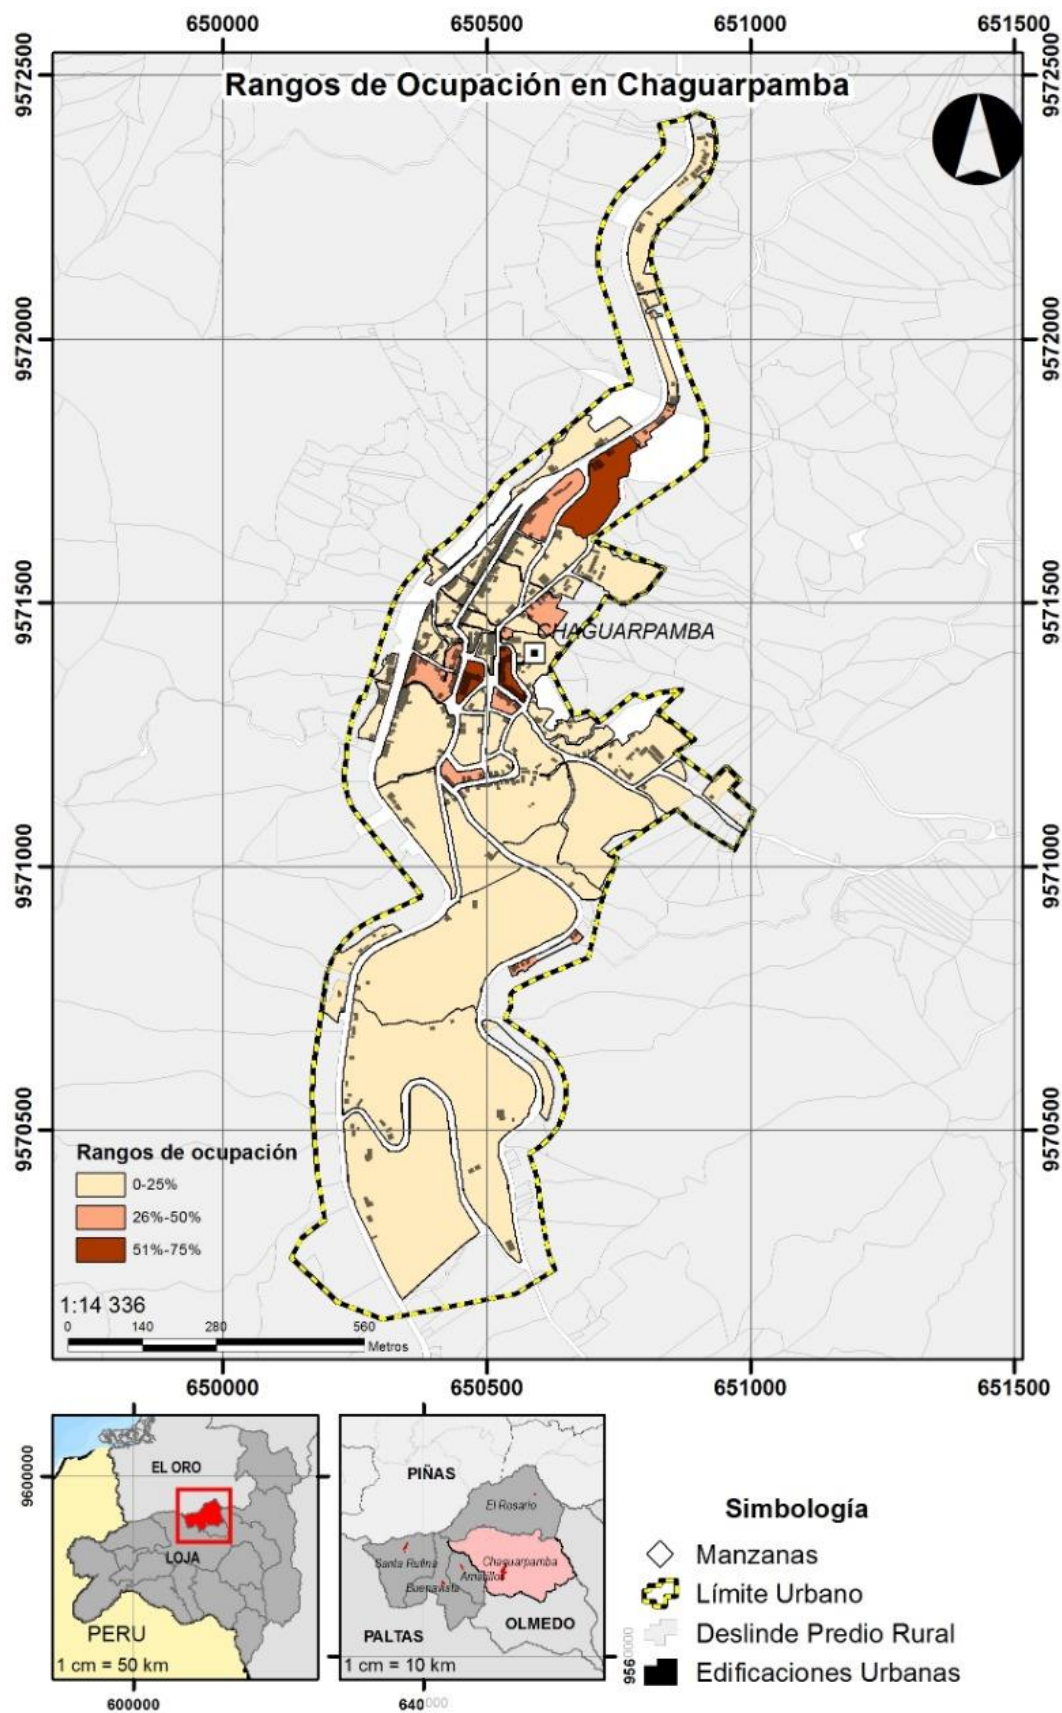 650000 650500 651000 651500
Rangos de Ocupación en Chaguarpamba
9572500 9572500
9572000 9572000
9571500 9571500
CHAGUARPAMBA
9571000 9571000
9570500 9570500
Rangos de ocupación
0-25%
26%-50%
51%-75%
1:14 336
0 140 280 560
Metros
650000 650500 651000 651500
9600000
EL ORO
LOJA
PERU
1 cm = 50 km
600000
PIÑAS
El Rosario
Santa Rufina
Chaguarpamba
Amarillos
Buenavista
OLMEDO
PALTAS
1 cm = 10 km
640000
9560000
Simbología
Manzanas
Límite Urbano
Deslinde Predio Rural
Edificaciones Urbanas